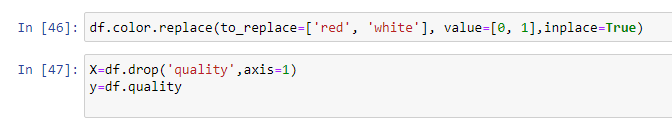 In [46]: df.color.replace(to_replace=['red', 'white'], value=[0, 1],inplace=True)
In [47]: X=df.drop('quality',axis=1)
y=df.quality